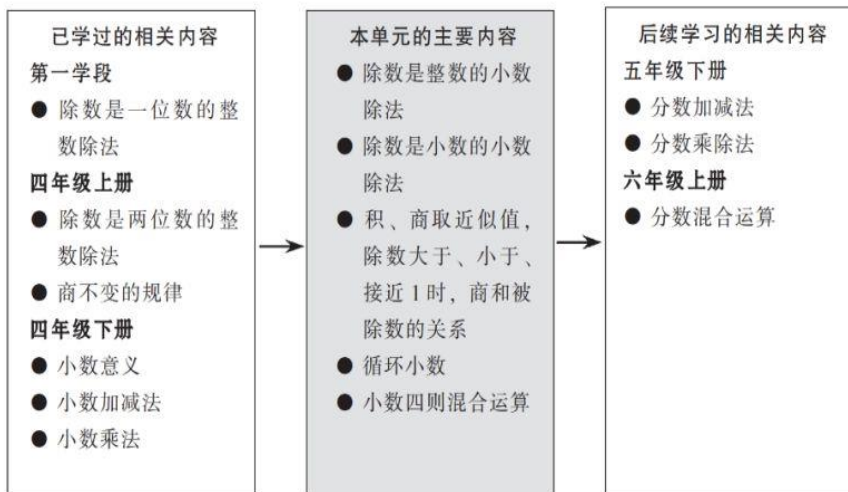 已学过的相关内容
第一学段
● 除数是一位数的整
数除法
四年级上册
● 除数是两位数的整
数除法
● 商不变的规律
四年级下册
● 小数意义
● 小数加减法
● 小数乘法
本单元的主要内容
● 除数是整数的小数
除法
● 除数是小数的小数
除法
● 积、商取近似值，
除数大于、小于、
接近1时，商和被
除数的关系
● 循环小数
● 小数四则混合运算
后续学习的相关内容
五年级下册
● 分数加减法
● 分数乘除法
六年级上册
● 分数混合运算